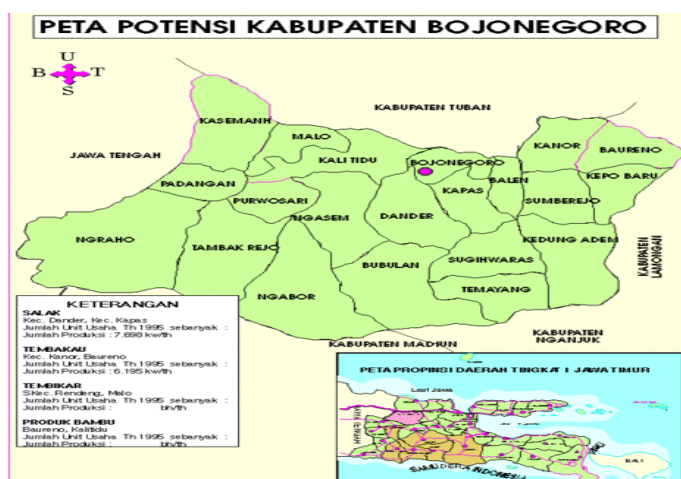 PETA POTENSI KABUPATEN BOJONEGORO
U
B T
S
KABUPATEN TUBAN
KASEMANH
MALO
KANOR
BAURENO
JAWA TENGAH
KALI TIDU
BOJONEGORO
PADANGAN
BALEN
KEPO BARU
KAPAS
PURWOSARI
SUMBEREJO
NGASEM
DANDER
NGRAHO
TAMBAK REJO
KEDUNG ADEM
BUBULAN
SUGIHWARAS
KABUPATEN
LAMONGAN
TEMAYANG
NGABOR
KABUPATEN MADIUN
KABUPATEN
NGANJUK
KETERANGAN
SALAK
Kec. Dander, Kec. Kapas
Jumlah Unit Usaha Th 1995 sebanyak :
Jumlah Produksi : 7.698 kw/th
TEMBAKAU
Kec. Kanor, Baureno
Jumlah Unit Usaha Th 1995 sebanyak :
Jumlah Produksi : 6.195 kw/th
TEMBIKAR
SKec. Rendeng, Malo
Jumlah Unit Usaha Th 1995 sebanyak :
Jumlah Produksi : bh/th
PRODUK BAMBU
Baureno, Kalitidu
Jumlah Unit Usaha Th 1995 sebanyak :
Jumlah Produksi : bh/th
PETA PROPINSI DAERAH TINGKAT I JAWA TIMUR
Laut Jawa
BALI
SAMUDERA INDONESIA